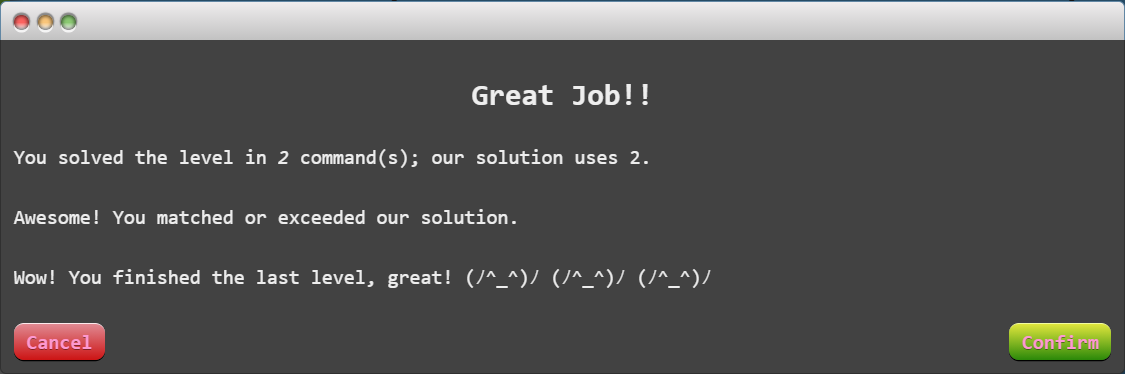 Great Job!!
You solved the level in 2 command(s); our solution uses 2.
Awesome! You matched or exceeded our solution.
Wow! You finished the last level, great! (/^_^)/ (/^_^)/ (/^_^)/
Cancel
Confirm